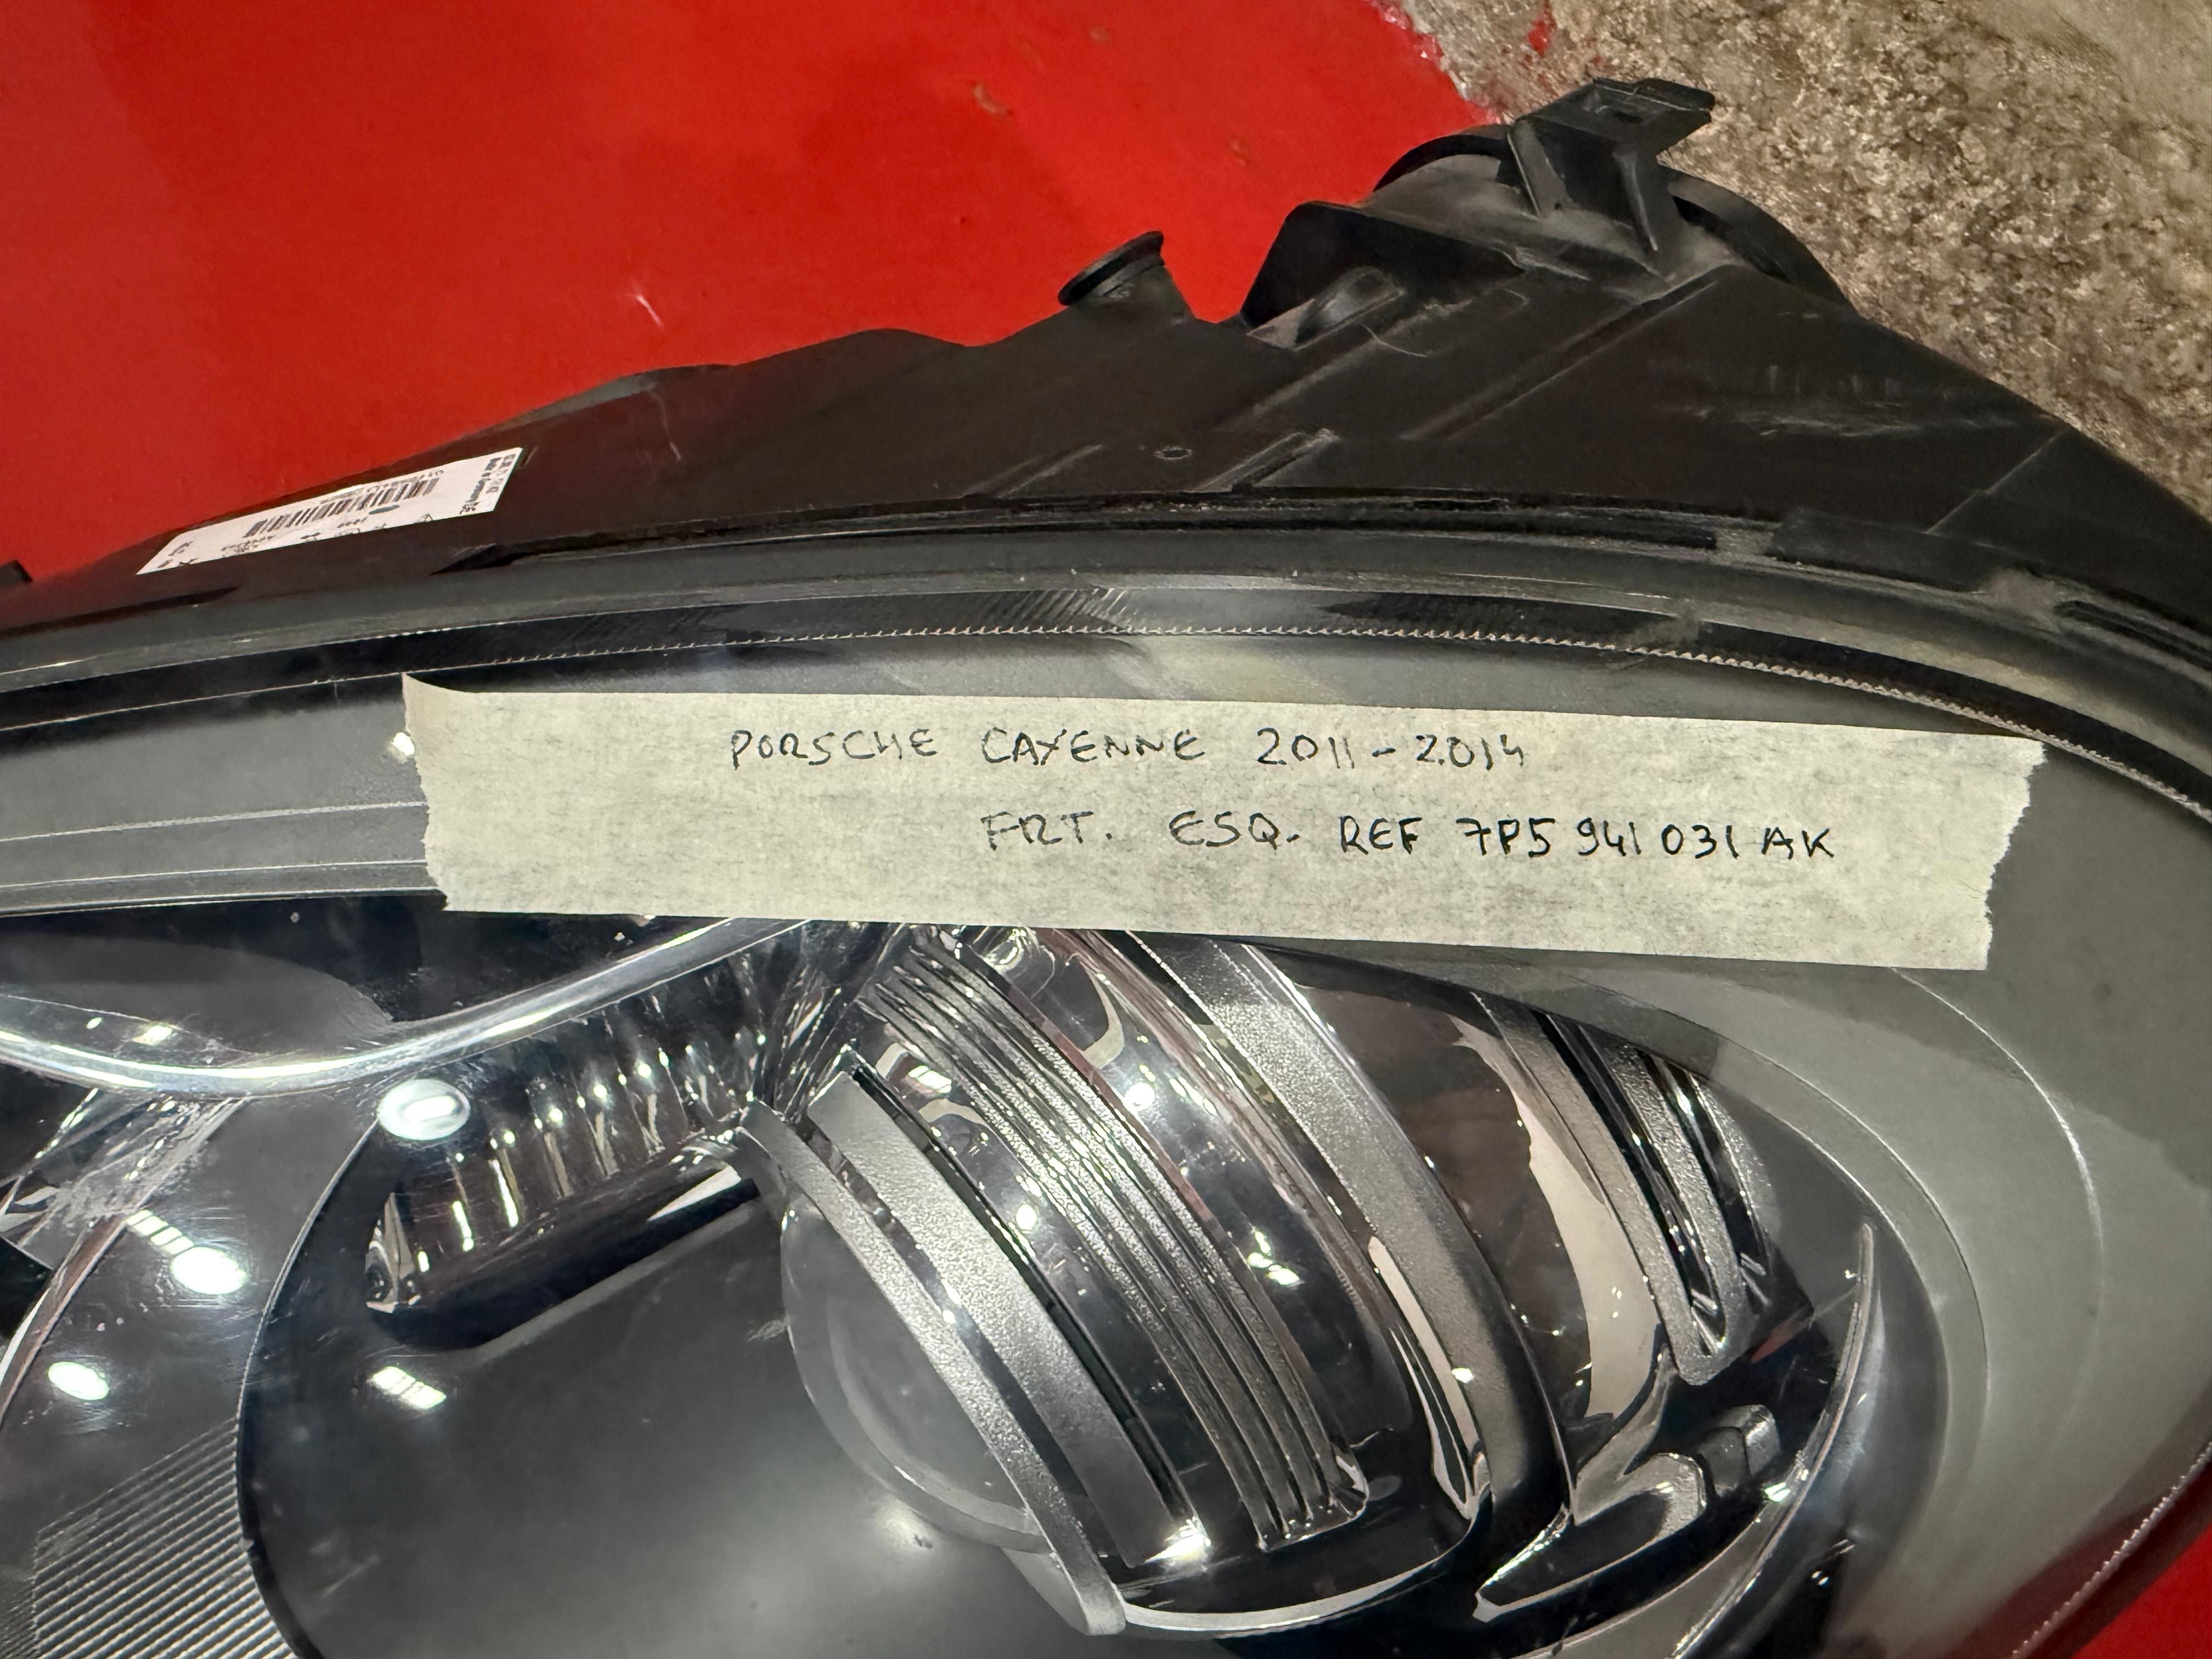 PORSCHE CAYENNE 2011-2014
FRT. ESQ. REF 7P5 941 031 AK